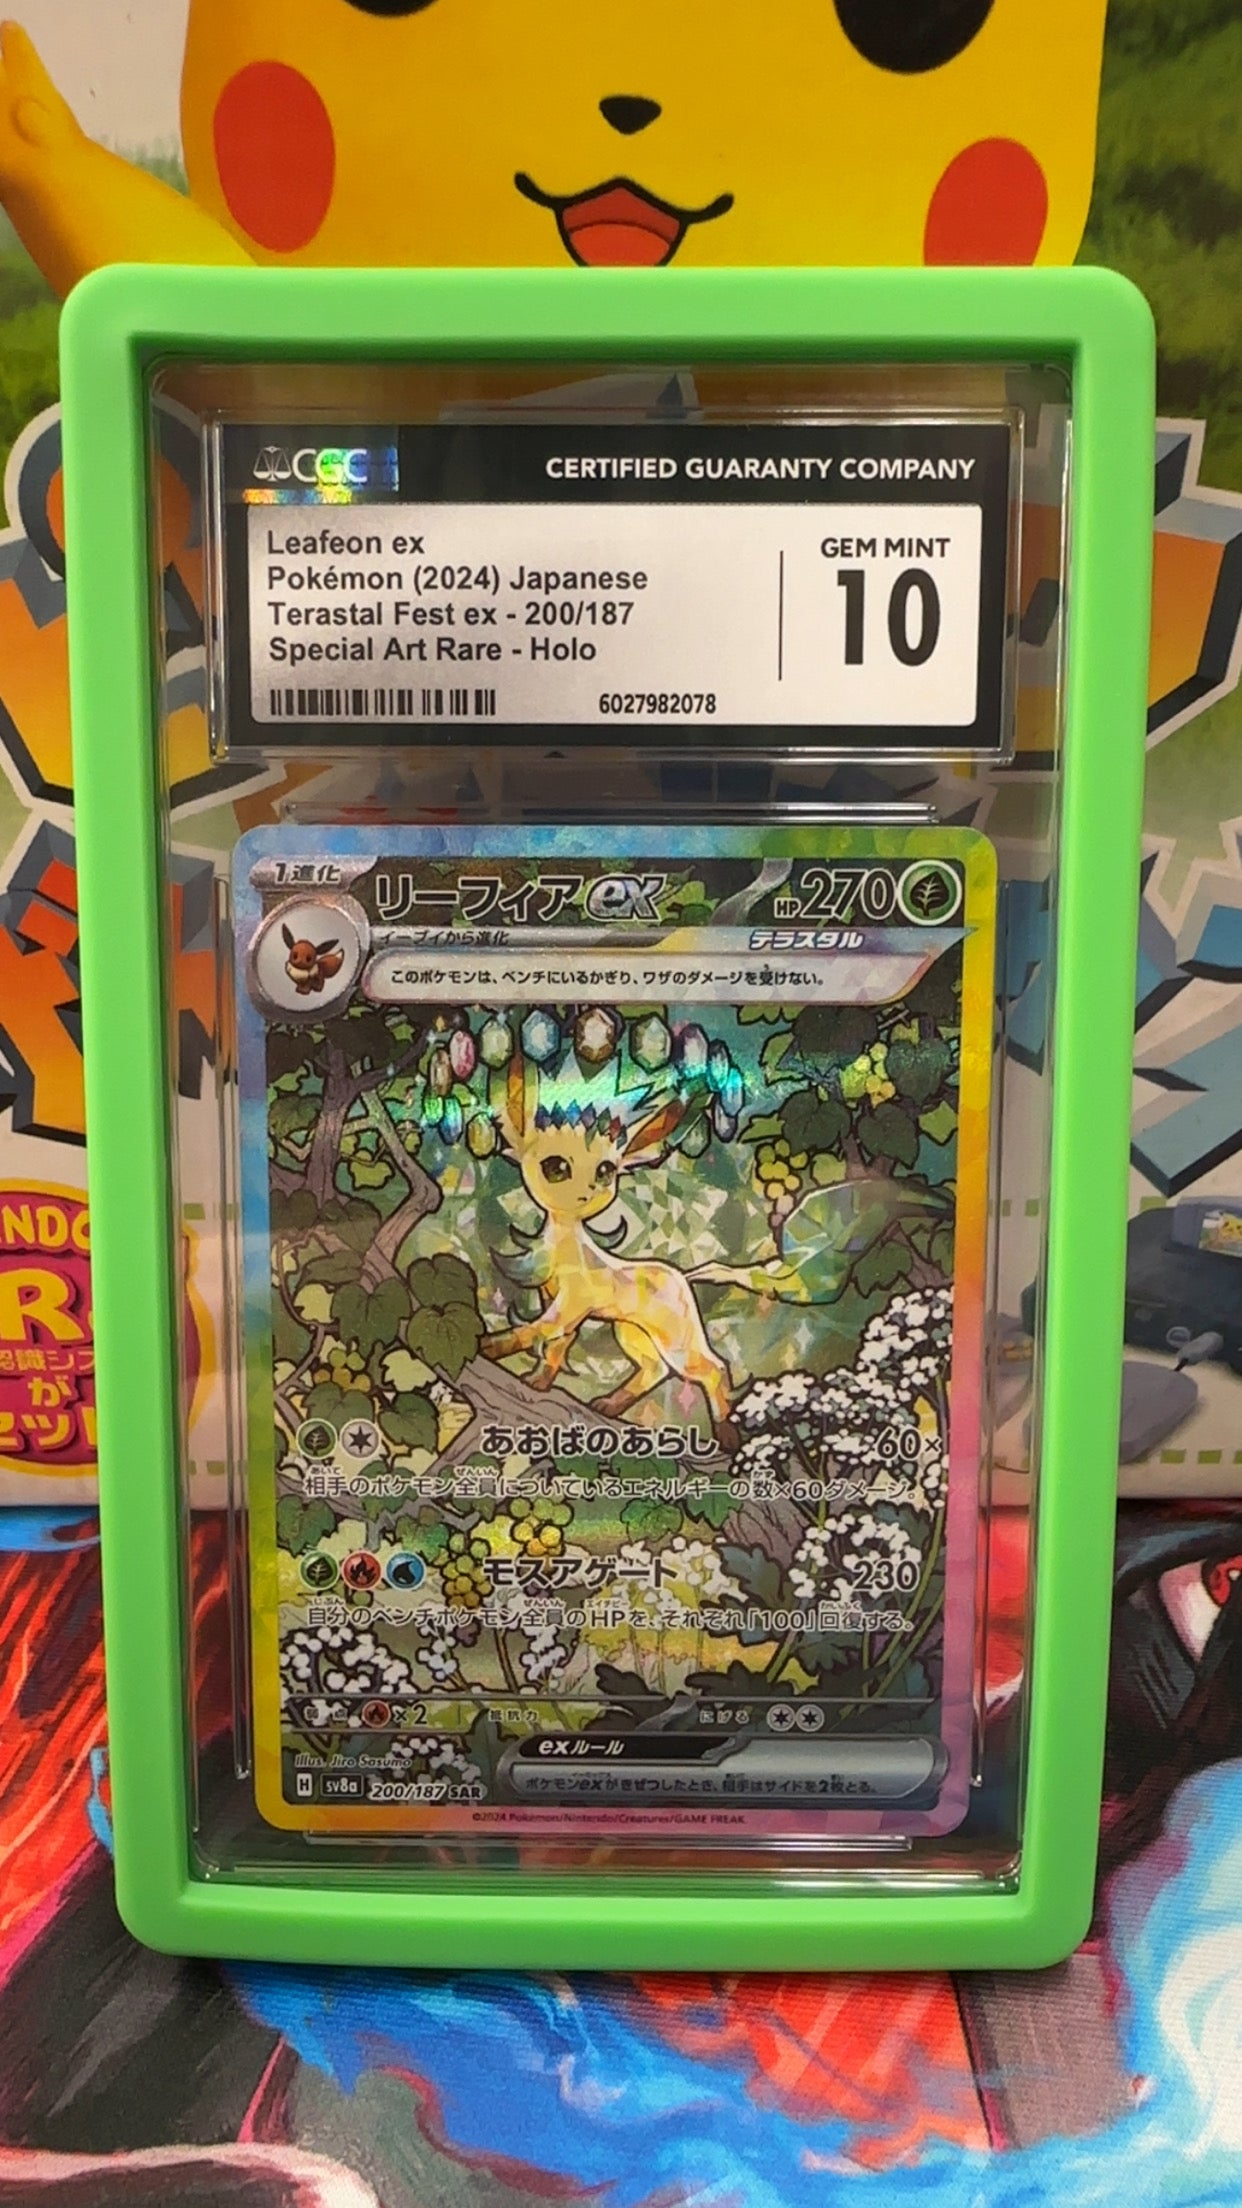 CGC
CERTIFIED GUARANTY COMPANY
Leafeon ex
Pokémon (2024) Japanese
Terastal Fest ex - 200/187
Special Art Rare - Holo
GEM MINT
10
6027982078
1進化
リーフィアex
HP270
イーブイから進化
テラスタル
このポケモンは、ベンチにいるかぎり、ワザのダメージを受けない。
あおばのあらし 60×
相手のポケモン全員についているエネルギーの数×60ダメージ。
モスアゲート 230
自分のベンチポケモン全員のHPを、それぞれ「100」回復する。
弱点 ×2 抵抗力 にげる
exルール
ポケモンexがきぜつしたとき、相手はサイドを2枚とる。
Illus. Jiro Sasumo
H sv8a 200/187 SAR
©2024 Pokémon/Nintendo/Creatures/GAME FREAK
が